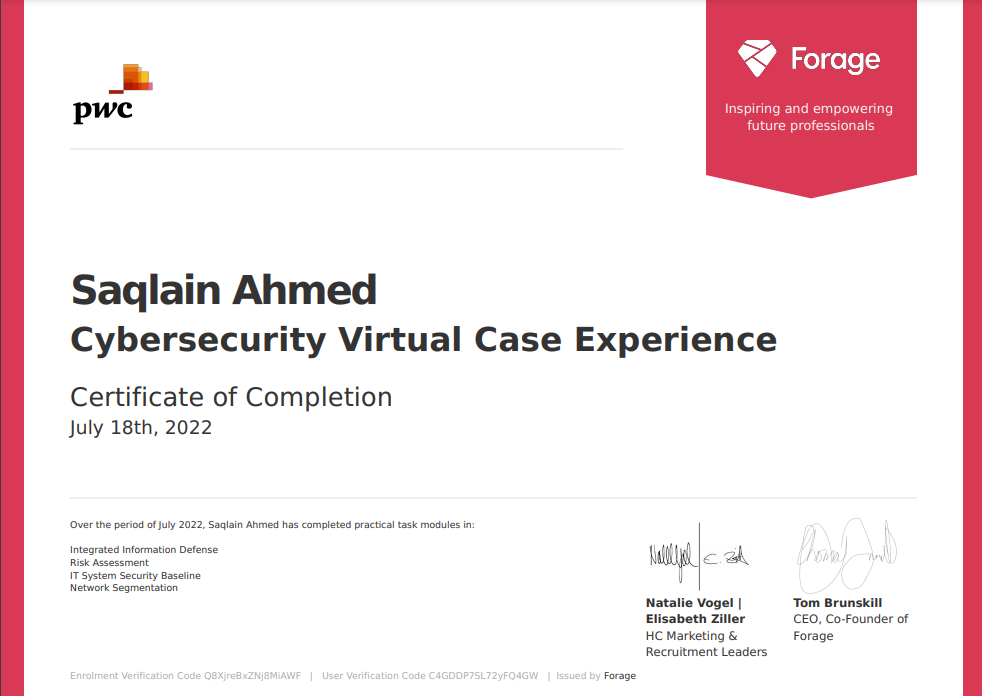 pwc
Forage
Inspiring and empowering
future professionals
Saqlain Ahmed
Cybersecurity Virtual Case Experience
Certificate of Completion
July 18th, 2022
Over the period of July 2022, Saqlain Ahmed has completed practical task modules in:
Integrated Information Defense
Risk Assessment
IT System Security Baseline
Network Segmentation
Natalie Vogel |
Elisabeth Ziller
HC Marketing &
Recruitment Leaders
Tom Brunskill
CEO, Co-Founder of
Forage
Enrolment Verification Code Q8XjreBxZNj8MiAWF | User Verification Code C4GDDP7SL72yFQ4GW | Issued by Forage